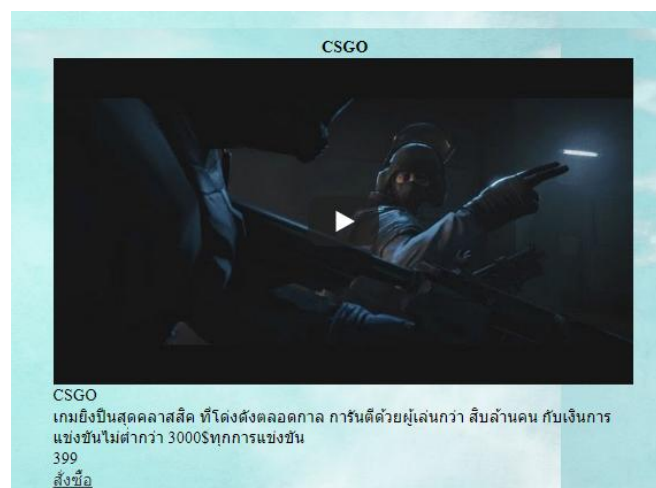 CSGO
CSGO
เกมยิงปืนสุดคลาสสิค ที่โด่งดังตลอดกาล การันตีด้วยผู้เล่นกว่า สิบล้านคน กับเงินการ
แข่งขันไม่ต่ำกว่า 3000$ทุกการแข่งขัน
399
สั่งซื้อ